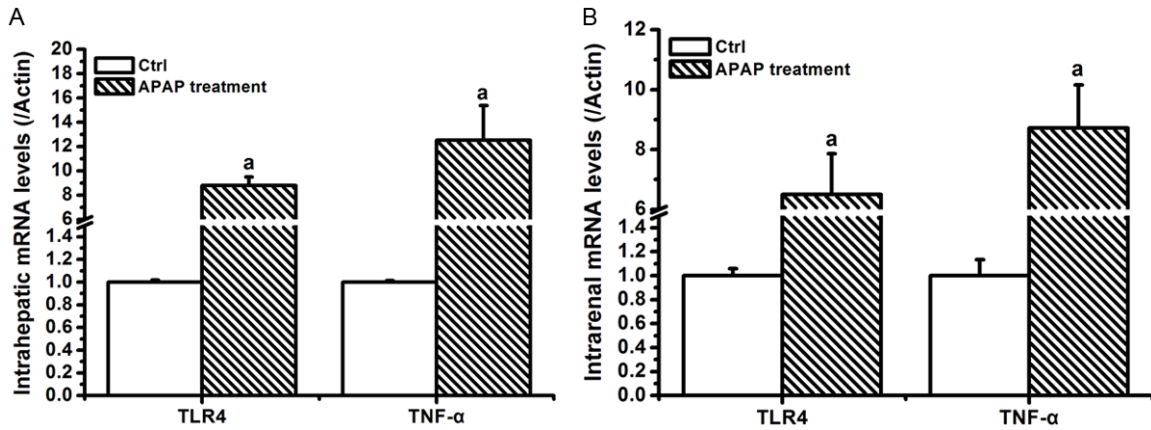 A
Intrahepatic mRNA levels (/Actin)
20
18
16
14
12
10
8
6
1.4
1.2
1.0
0.8
0.6
0.4
0.2
0.0
Ctrl
APAP treatment
a
a
TLR4
TNF-α
B
Intrarenal mRNA levels (/Actin)
12
10
8
6
1.4
1.2
1.0
0.8
0.6
0.4
0.2
0.0
Ctrl
APAP treatment
a
a
TLR4
TNF-α